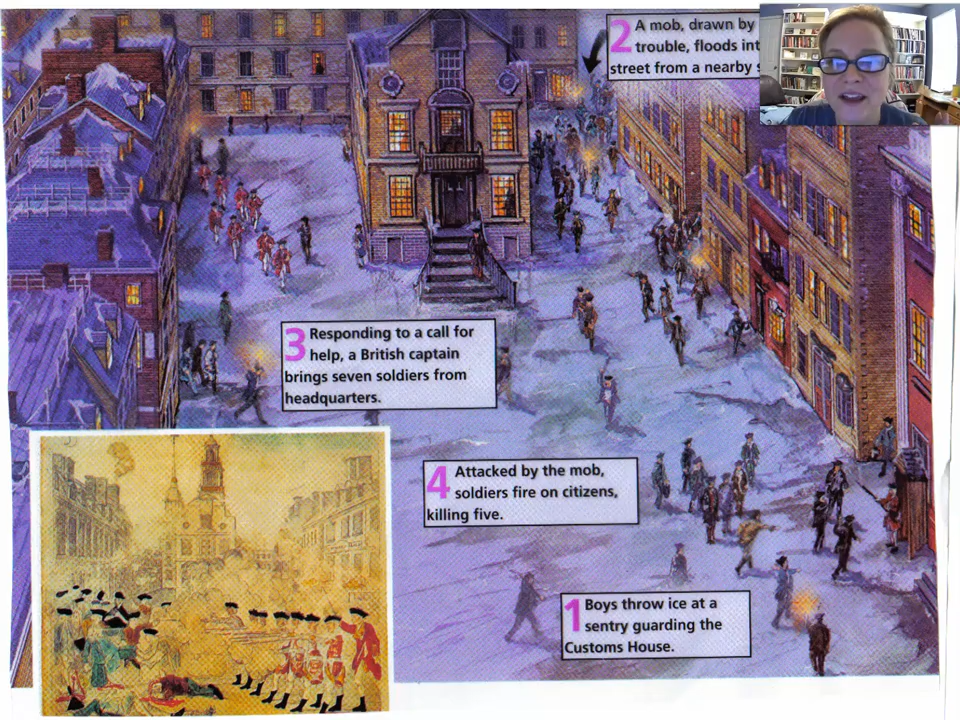 2 A mob, drawn by
trouble, floods
street from a nearby
3 Responding to a call for
help, a British captain
brings seven soldiers from
headquarters.
4 Attacked by the mob,
soldiers fire on citizens,
killing five.
1 Boys throw ice at a
sentry guarding the
Customs House.